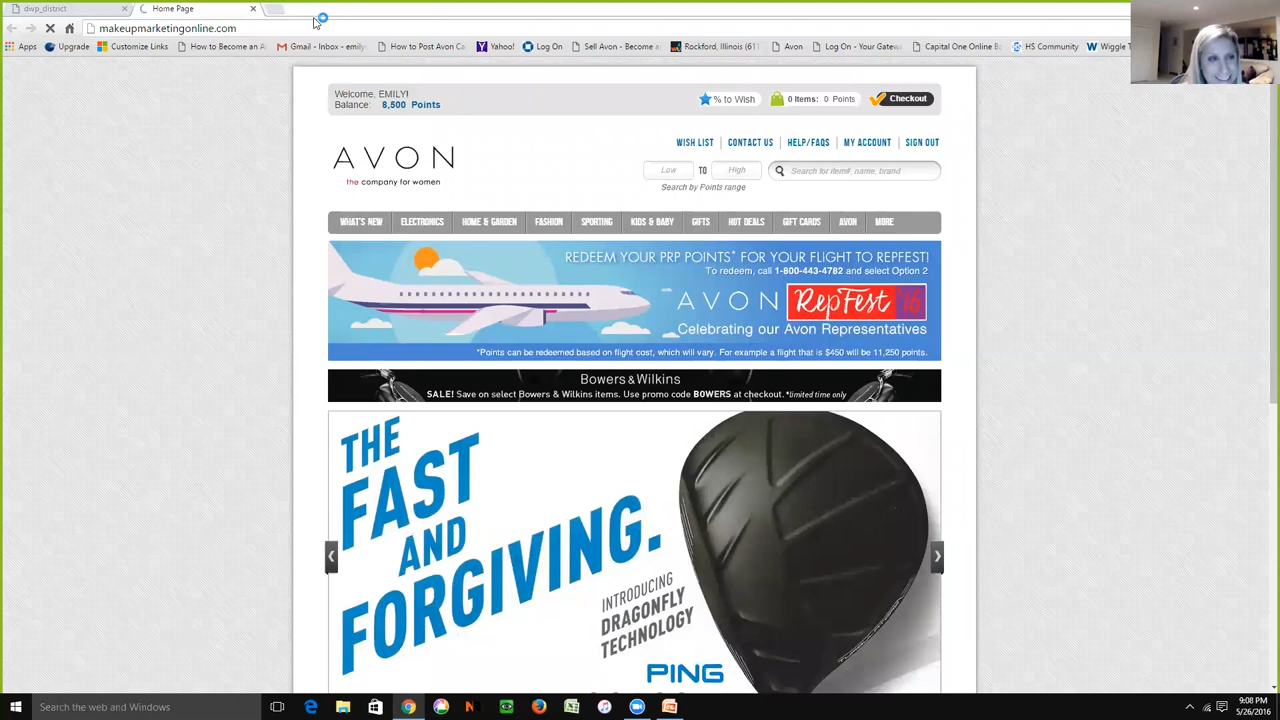 dwp_district
Home Page
makeupmarketingonline.com
Apps
Upgrade
Customize Links
How to Become an A
Gmail - Inbox - emily
How to Post Avon Ca
Yahoo!
Log On
Sell Avon - Become a
Rockford, Illinois (611
Avon
Log On - Your Gatew
Capital One Online B
HS Community
Wiggle T
Welcome, EMILY!
Balance: 8,500 Points
% to Wish
0 Items: 0 Points
Checkout
AVON
the company for women
WISH LIST
CONTACT US
HELP/FAQS
MY ACCOUNT
SIGN OUT
Low TO High
Search for item#, name, brand
Search by Points range
WHAT'S NEW
ELECTRONICS
HOME & GARDEN
FASHION
SPORTING
KIDS & BABY
GIFTS
HOT DEALS
GIFT CARDS
AVON
MORE
REDEEM YOUR PRP POINTS* FOR YOUR FLIGHT TO REPFEST!
To redeem, call 1-800-443-4782 and select Option 2
AVON RepFest '16
Celebrating our Avon Representatives
*Points can be redeemed based on flight cost, which will vary. For example a flight that is $450 will be 11,250 points.
Bowers & Wilkins
SALE! Save on select Bowers & Wilkins items. Use promo code BOWERS at checkout. *limited time only
THE
FAST
AND
FORGIVING.
INTRODUCING
DRAGONFLY
TECHNOLOGY
PING
Search the web and Windows
9:08 PM
5/26/2016